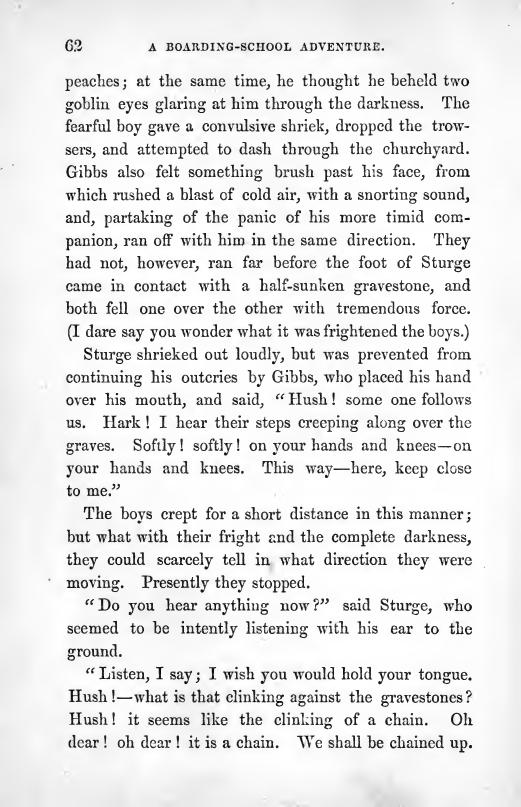 62 A BOARDING-SCHOOL ADVENTURE.
peaches; at the same time, he thought he beheld two
goblin eyes glaring at him through the darkness. The
fearful boy gave a convulsive shriek, dropped the trow-
sers, and attempted to dash through the churchyard.
Gibbs also felt something brush past his face, from
which rushed a blast of cold air, with a snorting sound,
and, partaking of the panic of his more timid com-
panion, ran off with him in the same direction. They
had not, however, ran far before the foot of Sturge
came in contact with a half-sunken gravestone, and
both fell one over the other with tremendous force.
(I dare say you wonder what it was frightened the boys.)
Sturge shrieked out loudly, but was prevented from
continuing his outcries by Gibbs, who placed his hand
over his mouth, and said, “Hush! some one follows
us. Hark! I hear their steps creeping along over the
graves. Softly! softly! on your hands and knees—on
your hands and knees. This way—here, keep close
to me.”
The boys crept for a short distance in this manner;
but what with their fright and the complete darkness,
they could scarcely tell in what direction they were
moving. Presently they stopped.
“Do you hear anything now?” said Sturge, who
seemed to be intently listening with his ear to the
ground.
“Listen, I say; I wish you would hold your tongue.
Hush!—what is that clinking against the gravestones?
Hush! it seems like the clinking of a chain. Oh
dear! oh dear! it is a chain. We shall be chained up.